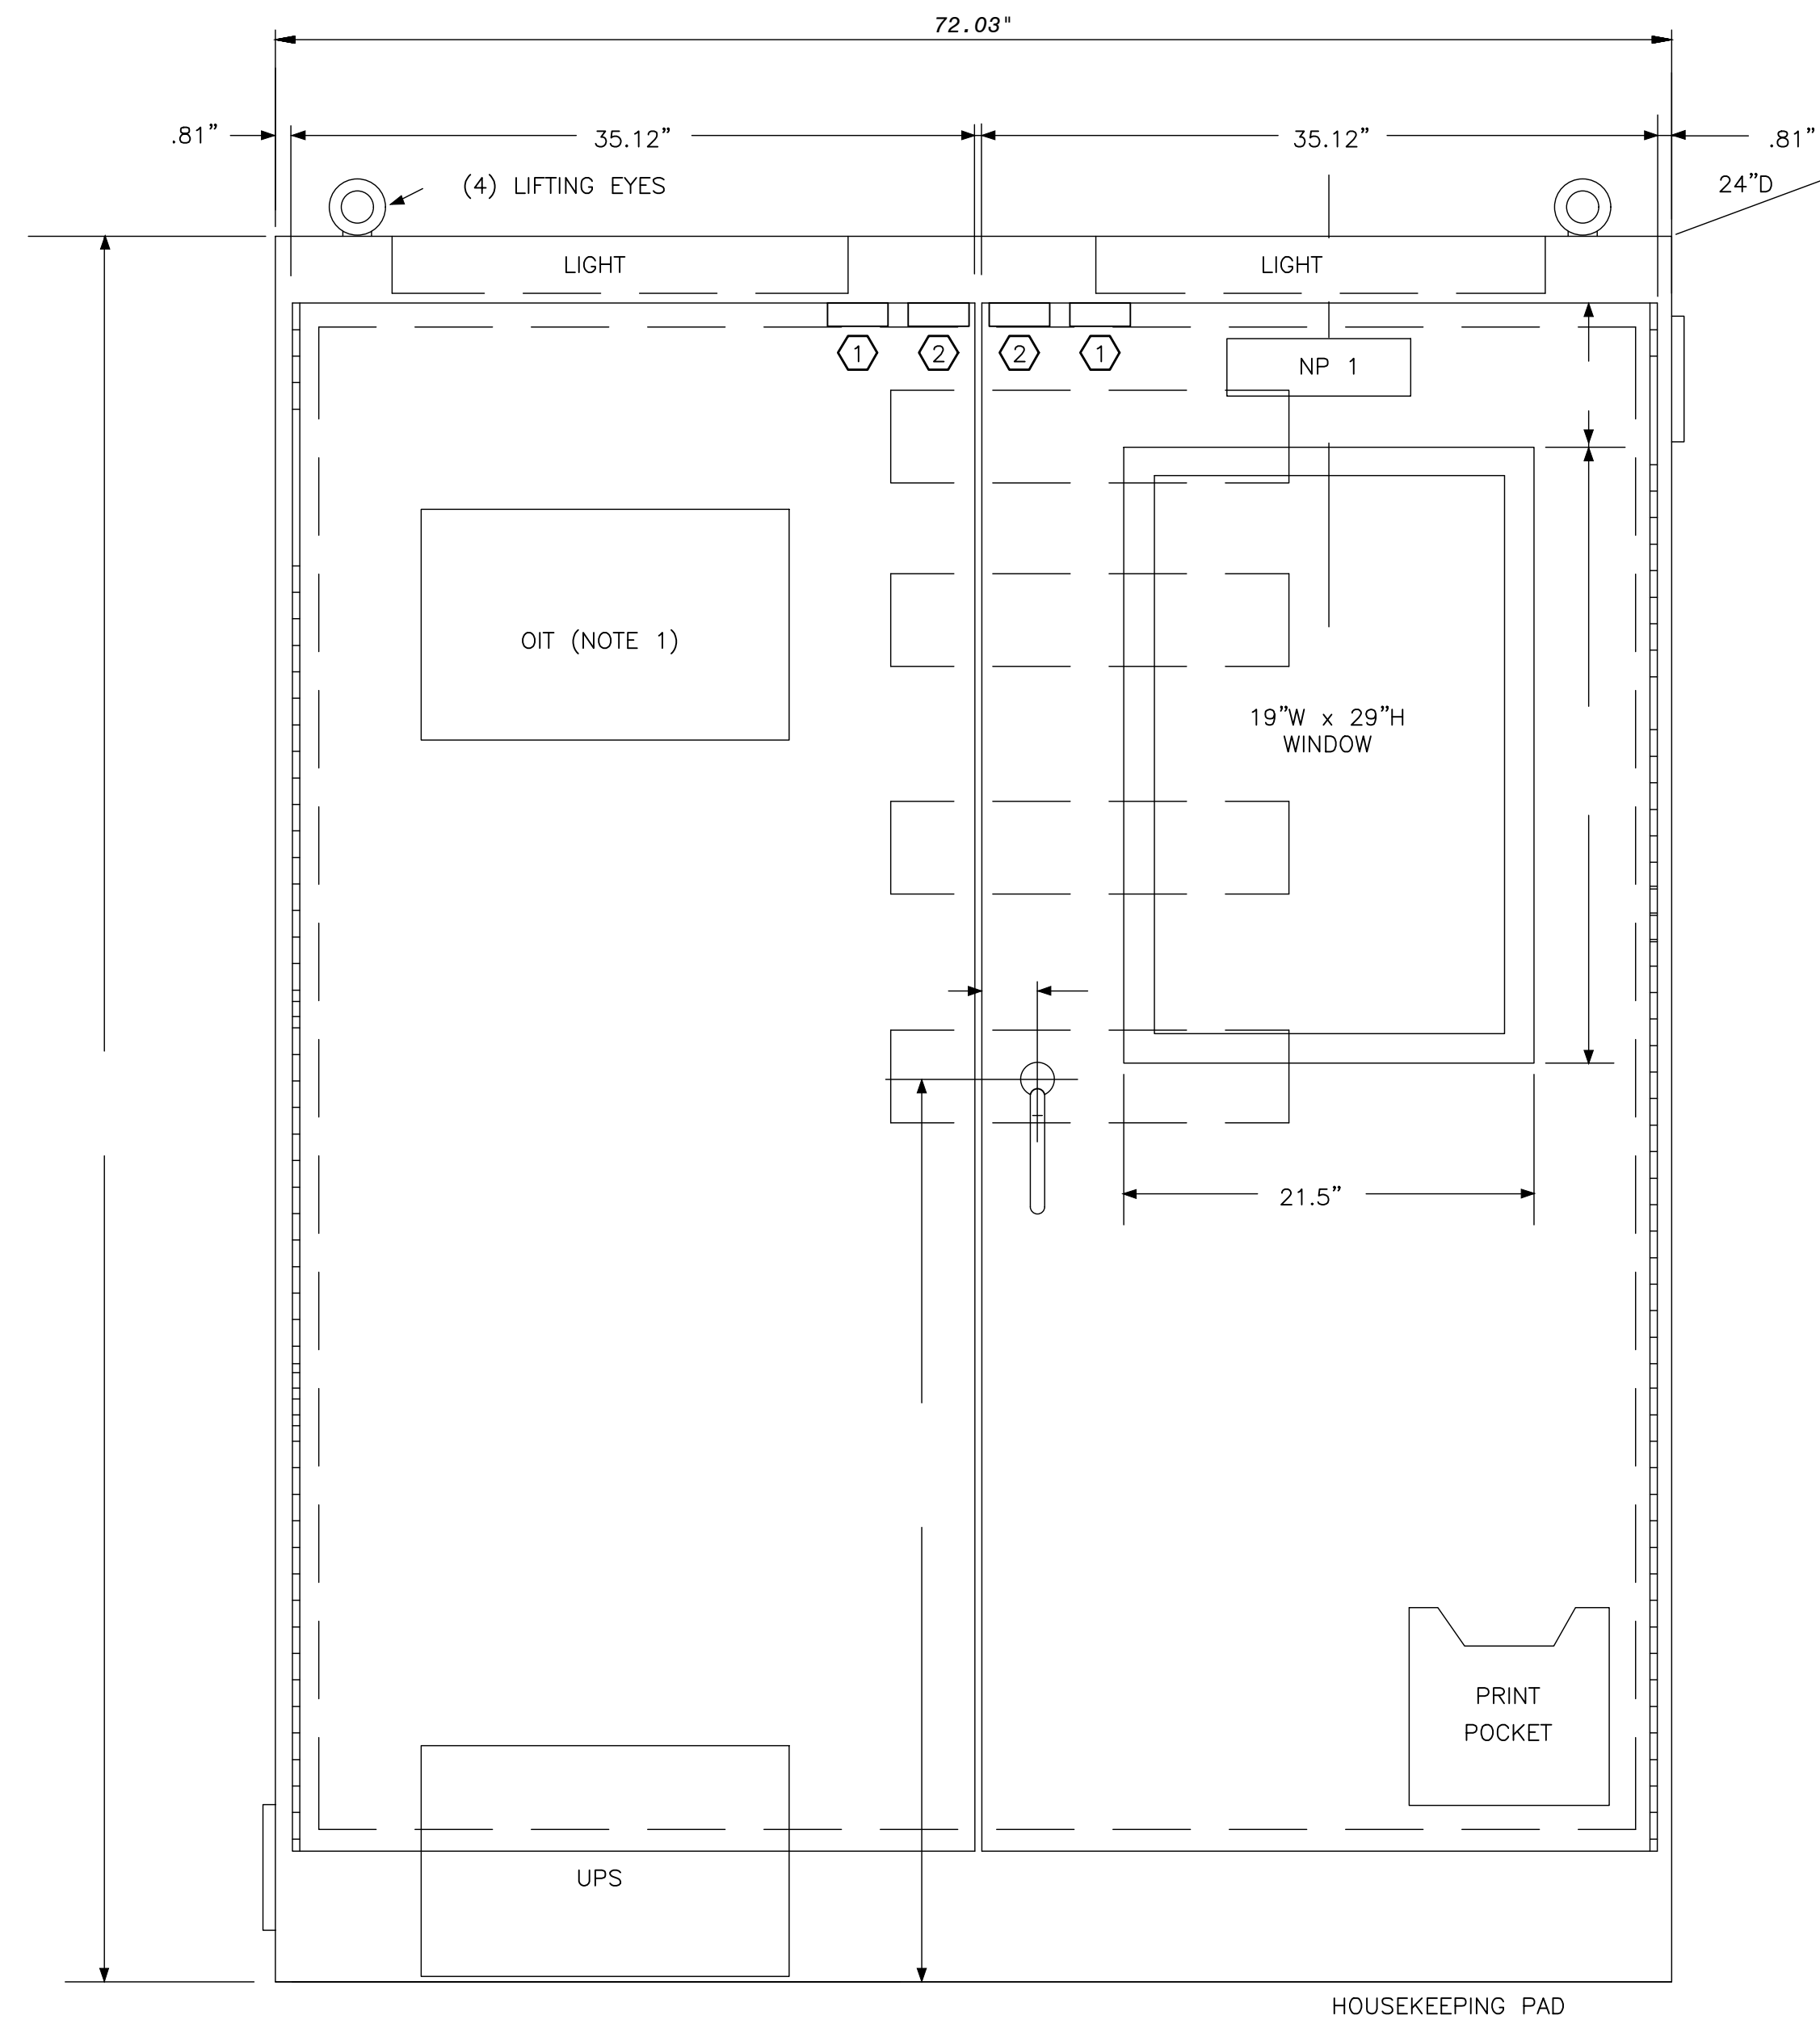 72.03"
.81"
35.12"
35.12"
.81"
(4) LIFTING EYES
24"D
LIGHT
LIGHT
1
2
2
1
NP 1
OIT (NOTE 1)
19"W x 29"H
WINDOW
21.5"
PRINT
POCKET
UPS
HOUSEKEEPING PAD